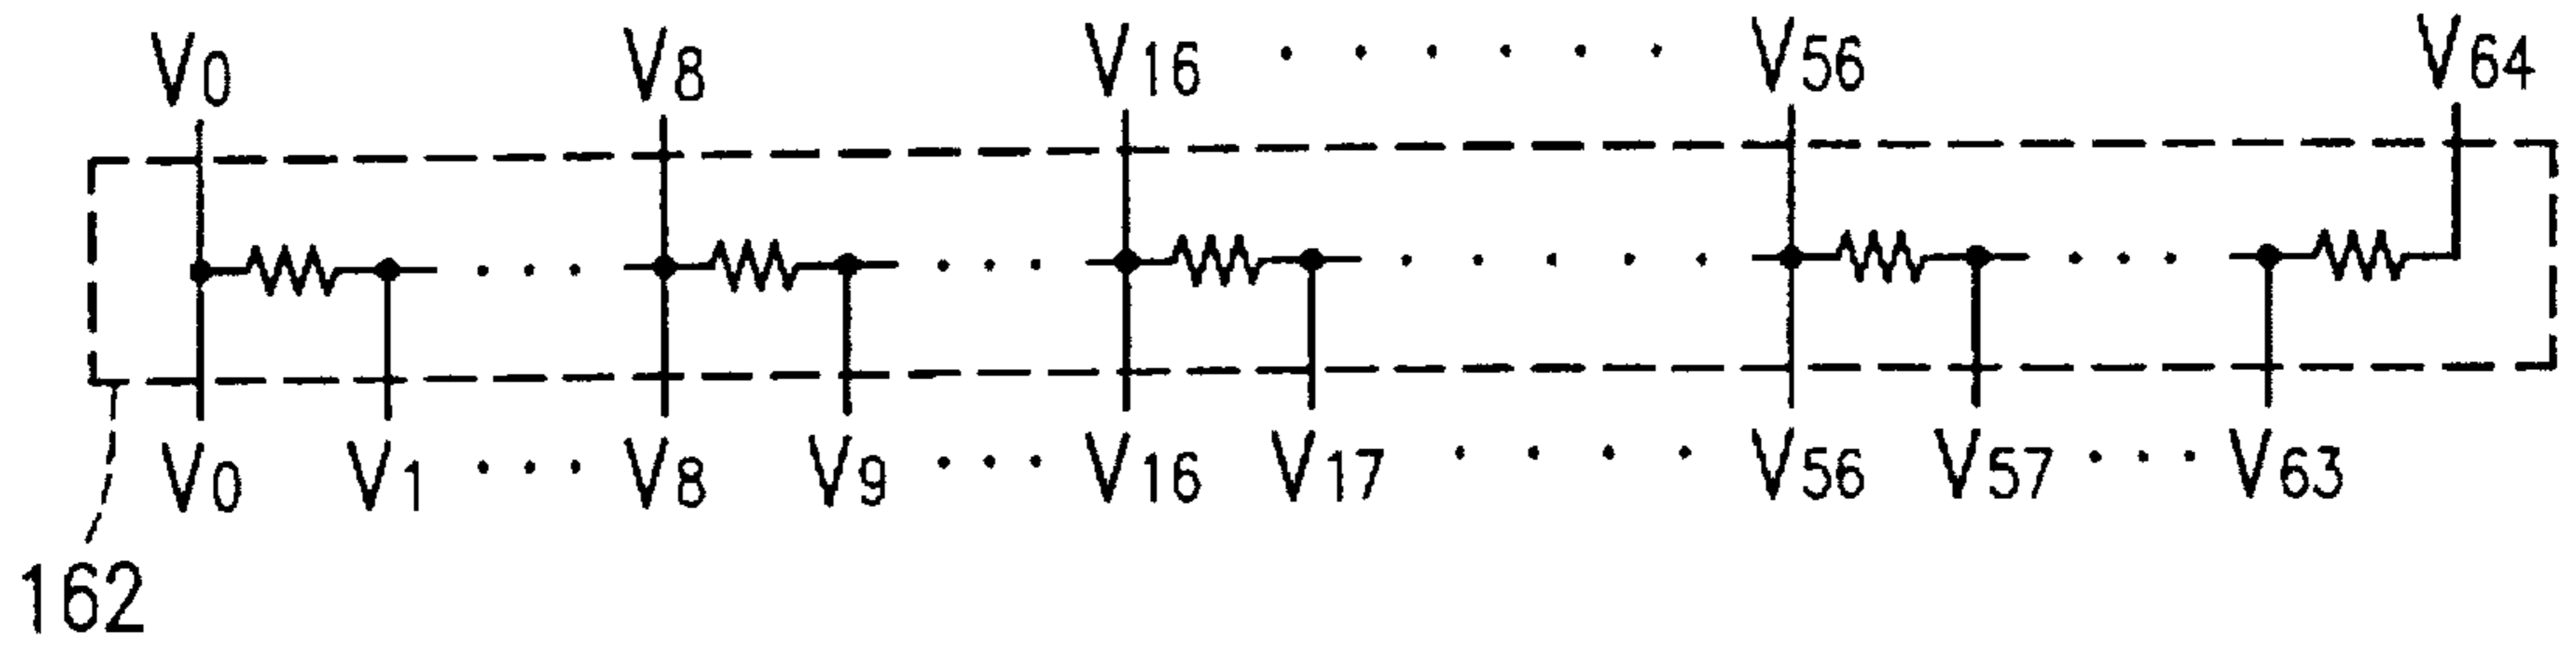 V0 V8 V16 · · · · · · V56 V64
V0 V1 · · · V8 V9 · · · V16 V17 · · · · V56 V57 · · · V63
162